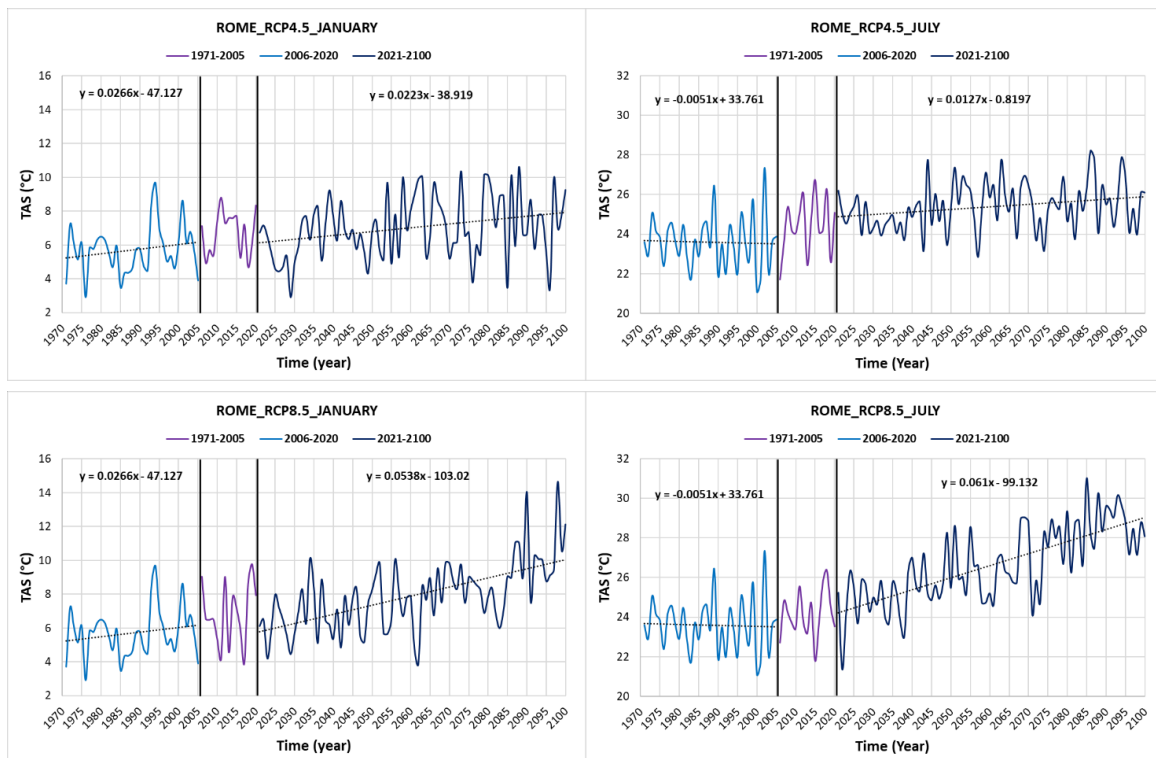 ROME_RCP4.5_JANUARY
1971-2005 2006-2020 2021-2100
y = 0.0266x - 47.127
y = 0.0223x - 38.919
TAS (°C)
16
14
12
10
8
6
4
2
1970 1975 1980 1985 1990 1995 2000 2005 2010 2015 2020 2025 2030 2035 2040 2045 2050 2055 2060 2065 2070 2075 2080 2085 2090 2095 2100
Time (year)
ROME_RCP4.5_JULY
1971-2005 2006-2020 2021-2100
y = -0.0051x + 33.761
y = 0.0127x - 0.8197
TAS (°C)
32
30
28
26
24
22
20
1970 1975 1980 1985 1990 1995 2000 2005 2010 2015 2020 2025 2030 2035 2040 2045 2050 2055 2060 2065 2070 2075 2080 2085 2090 2095 2100
Time (Year)
ROME_RCP8.5_JANUARY
1971-2005 2006-2020 2021-2100
y = 0.0266x - 47.127
y = 0.0538x - 103.02
TAS (°C)
16
14
12
10
8
6
4
2
1970 1975 1980 1985 1990 1995 2000 2005 2010 2015 2020 2025 2030 2035 2040 2045 2050 2055 2060 2065 2070 2075 2080 2085 2090 2095 2100
Time (year)
ROME_RCP8.5_JULY
1971-2005 2006-2020 2021-2100
y = -0.0051x + 33.761
y = 0.061x - 99.132
TAS (°C)
32
30
28
26
24
22
20
1970 1975 1980 1985 1990 1995 2000 2005 2010 2015 2020 2025 2030 2035 2040 2045 2050 2055 2060 2065 2070 2075 2080 2085 2090 2095 2100
Time (Year)